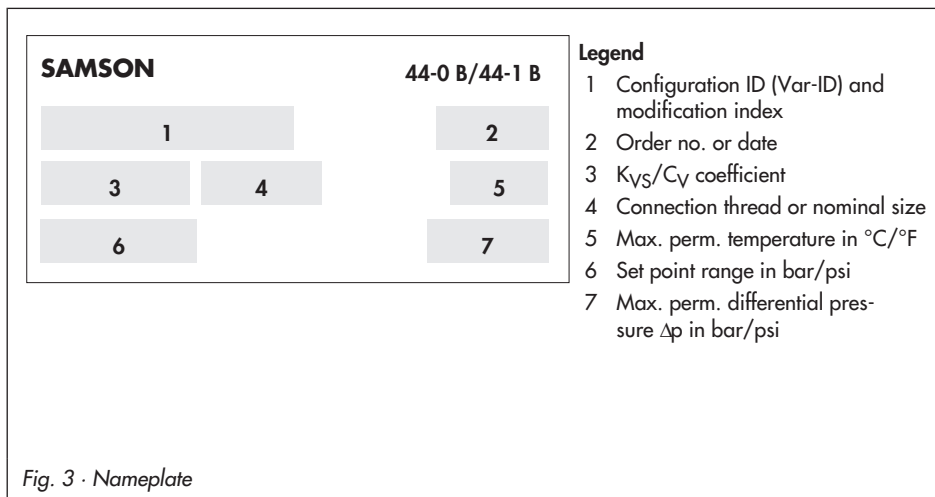 SAMSON 44-0 B/44-1 B
1 2
3 4 5
6 7
Legend
1 Configuration ID (Var-ID) and
modification index
2 Order no. or date
3 KVS/CV coefficient
4 Connection thread or nominal size
5 Max. perm. temperature in °C/°F
6 Set point range in bar/psi
7 Max. perm. differential pres-
sure Δp in bar/psi
Fig. 3 · Nameplate